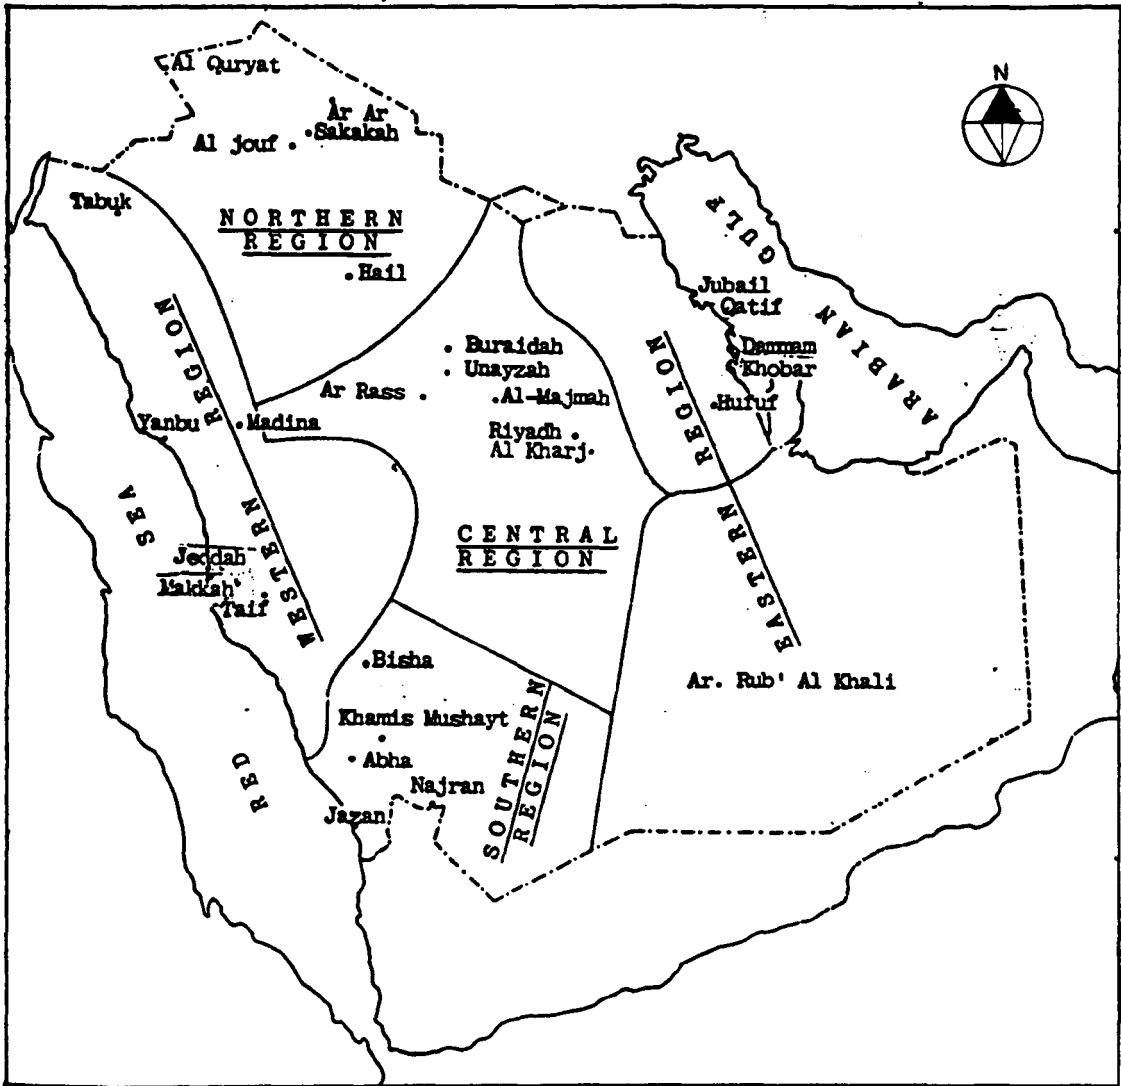 N
Al Quryat
Ar Ar
Sakakah
Al jouf
Tabuk
NORTHERN
REGION
Hail
ARABIAN GULF
Jubail
Qatif
Dammam
Khobar
Hufuf
Buraidah
Unayzah
Ar Rass
Al-Majmah
Riyadh
Al Kharj
Yanbu
Madina
WESTERN REGION
EASTERN REGION
CENTRAL
REGION
Jeddah
Makkah
Taif
RED SEA
Bisha
Khamis Mushayt
Abha
Najran
Jazan
SOUTHERN
REGION
Ar. Rub' Al Khali